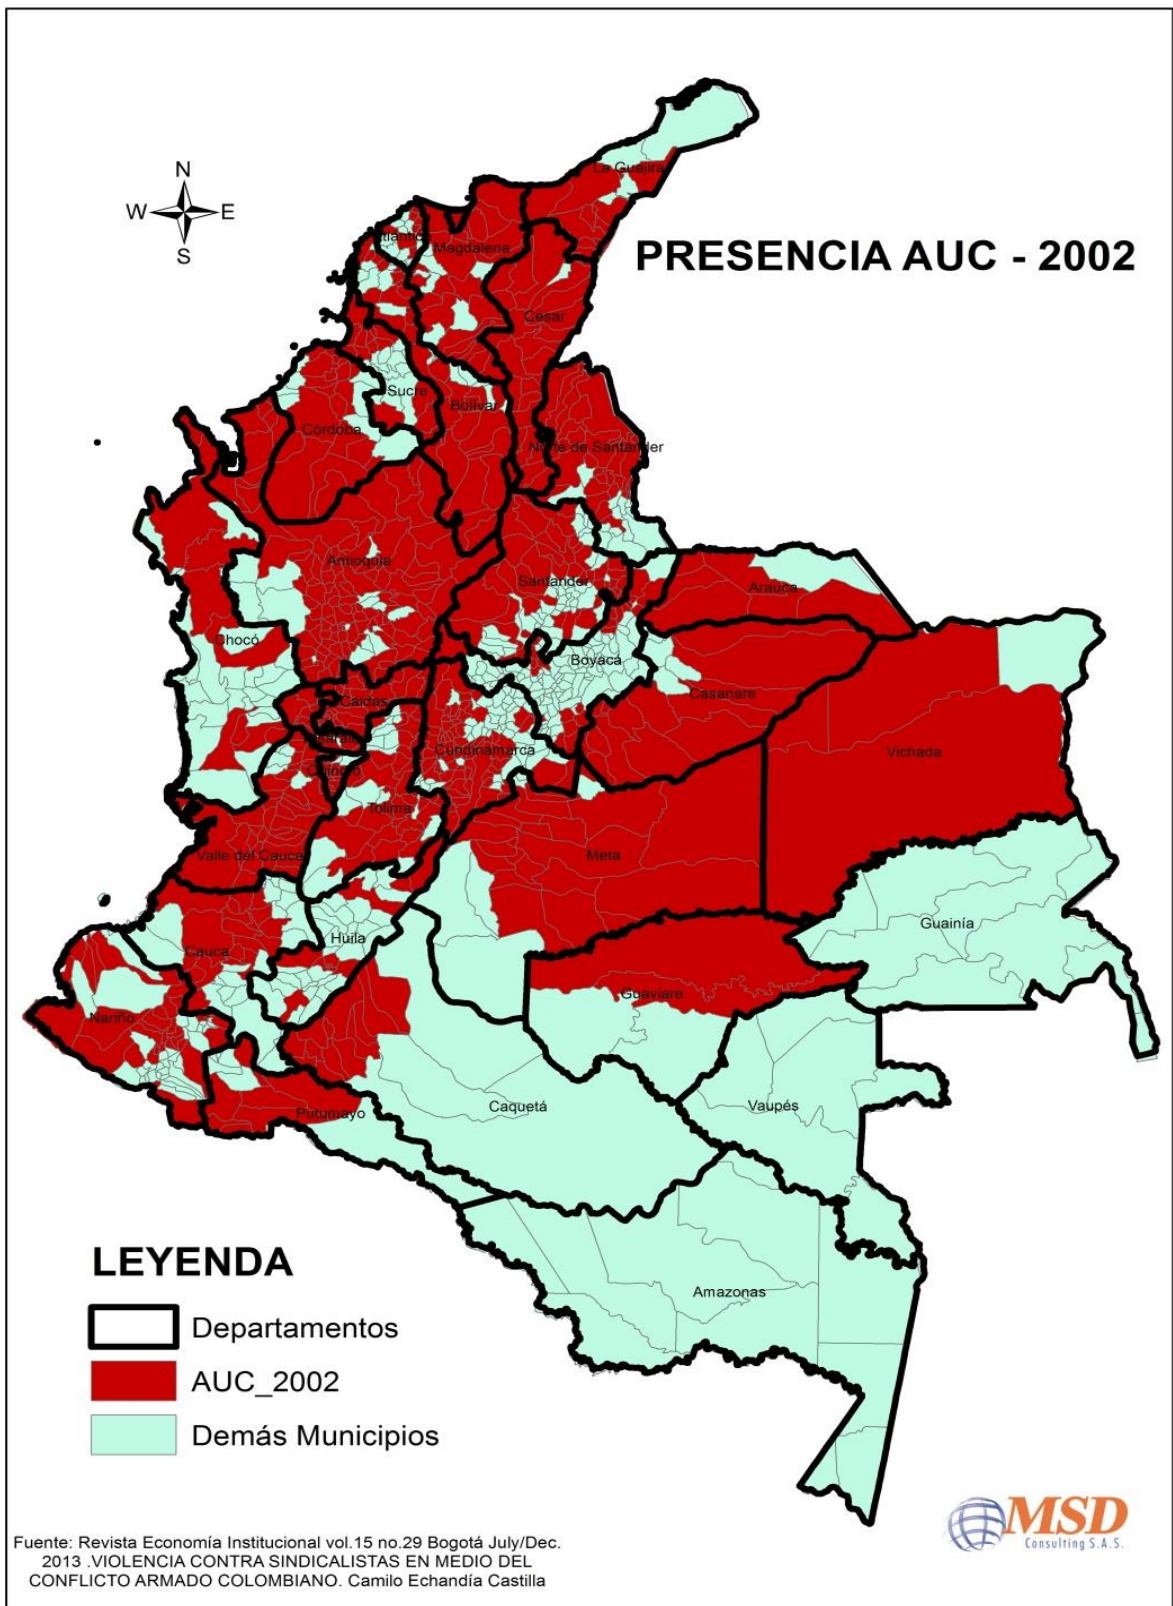 N
W E
S
PRESENCIA AUC - 2002
La Guajira
Magdalena
Cesar
Sucre
Bolívar
Córdoba
Norte de Santander
Antioquia
Santander
Arauca
Chocó
Boyacá
Caldas
Casanare
Vichada
Cundinamarca
Quindío
Tolima
Valle del Cauca
Meta
Guainía
Huila
Cauca
Guaviare
Nariño
Caquetá
Vaupés
Putumayo
Amazonas
LEYENDA
Departamentos
AUC_2002
Demás Municipios
MSD
Consulting S.A.S.
Fuente: Revista Economía Institucional vol.15 no.29 Bogotá July/Dec.
2013 .VIOLENCIA CONTRA SINDICALISTAS EN MEDIO DEL
CONFLICTO ARMADO COLOMBIANO. Camilo Echandía Castilla